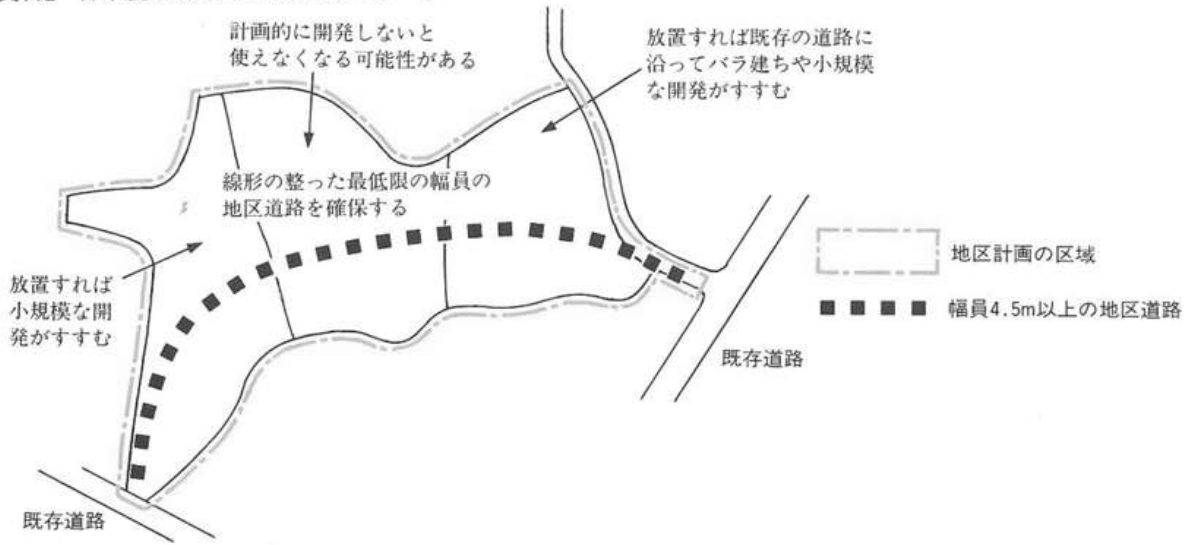 計画的に開発しないと
使えなくなる可能性がある
放置すれば既存の道路に
沿ってバラ建ちや小規模
な開発がすすむ
線形の整った最低限の幅員の
地区道路を確保する
放置すれば
小規模な開
発がすすむ
地区計画の区域
幅員4.5m以上の地区道路
既存道路
既存道路